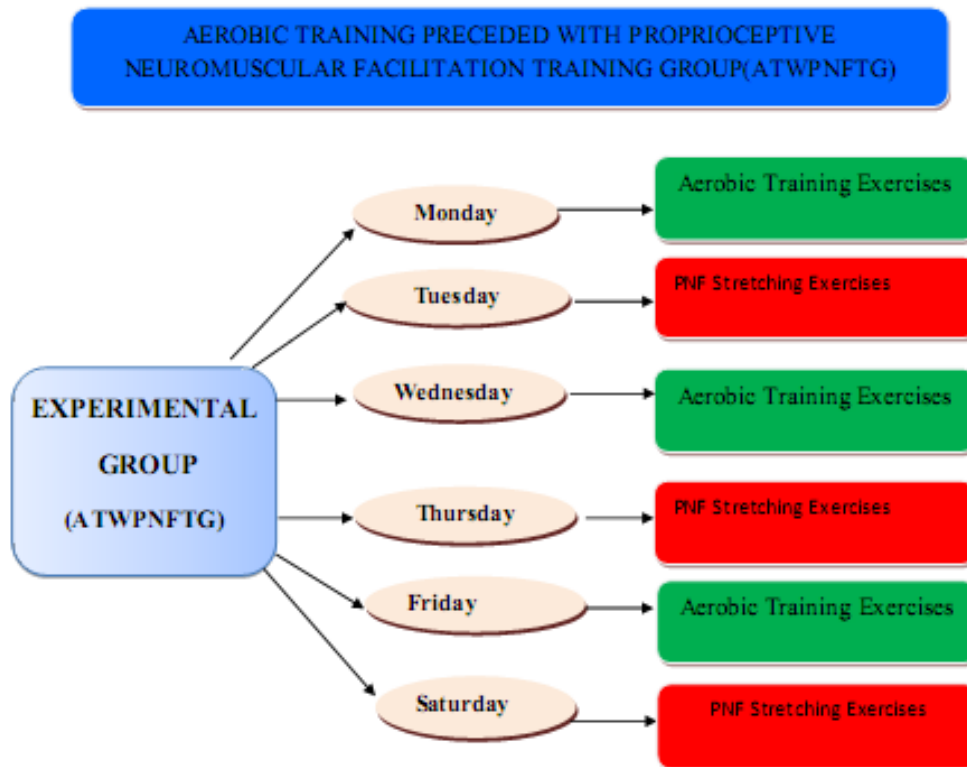 AEROBIC TRAINING PRECEDED WITH PROPRIOCEPTIVE
NEUROMUSCULAR FACILITATION TRAINING GROUP(ATWPNFTG)
Monday
Aerobic Training Exercises
Tuesday
PNF Stretching Exercises
Wednesday
Aerobic Training Exercises
EXPERIMENTAL
GROUP
(ATWPNFTG)
Thursday
PNF Stretching Exercises
Friday
Aerobic Training Exercises
Saturday
PNF Stretching Exercises